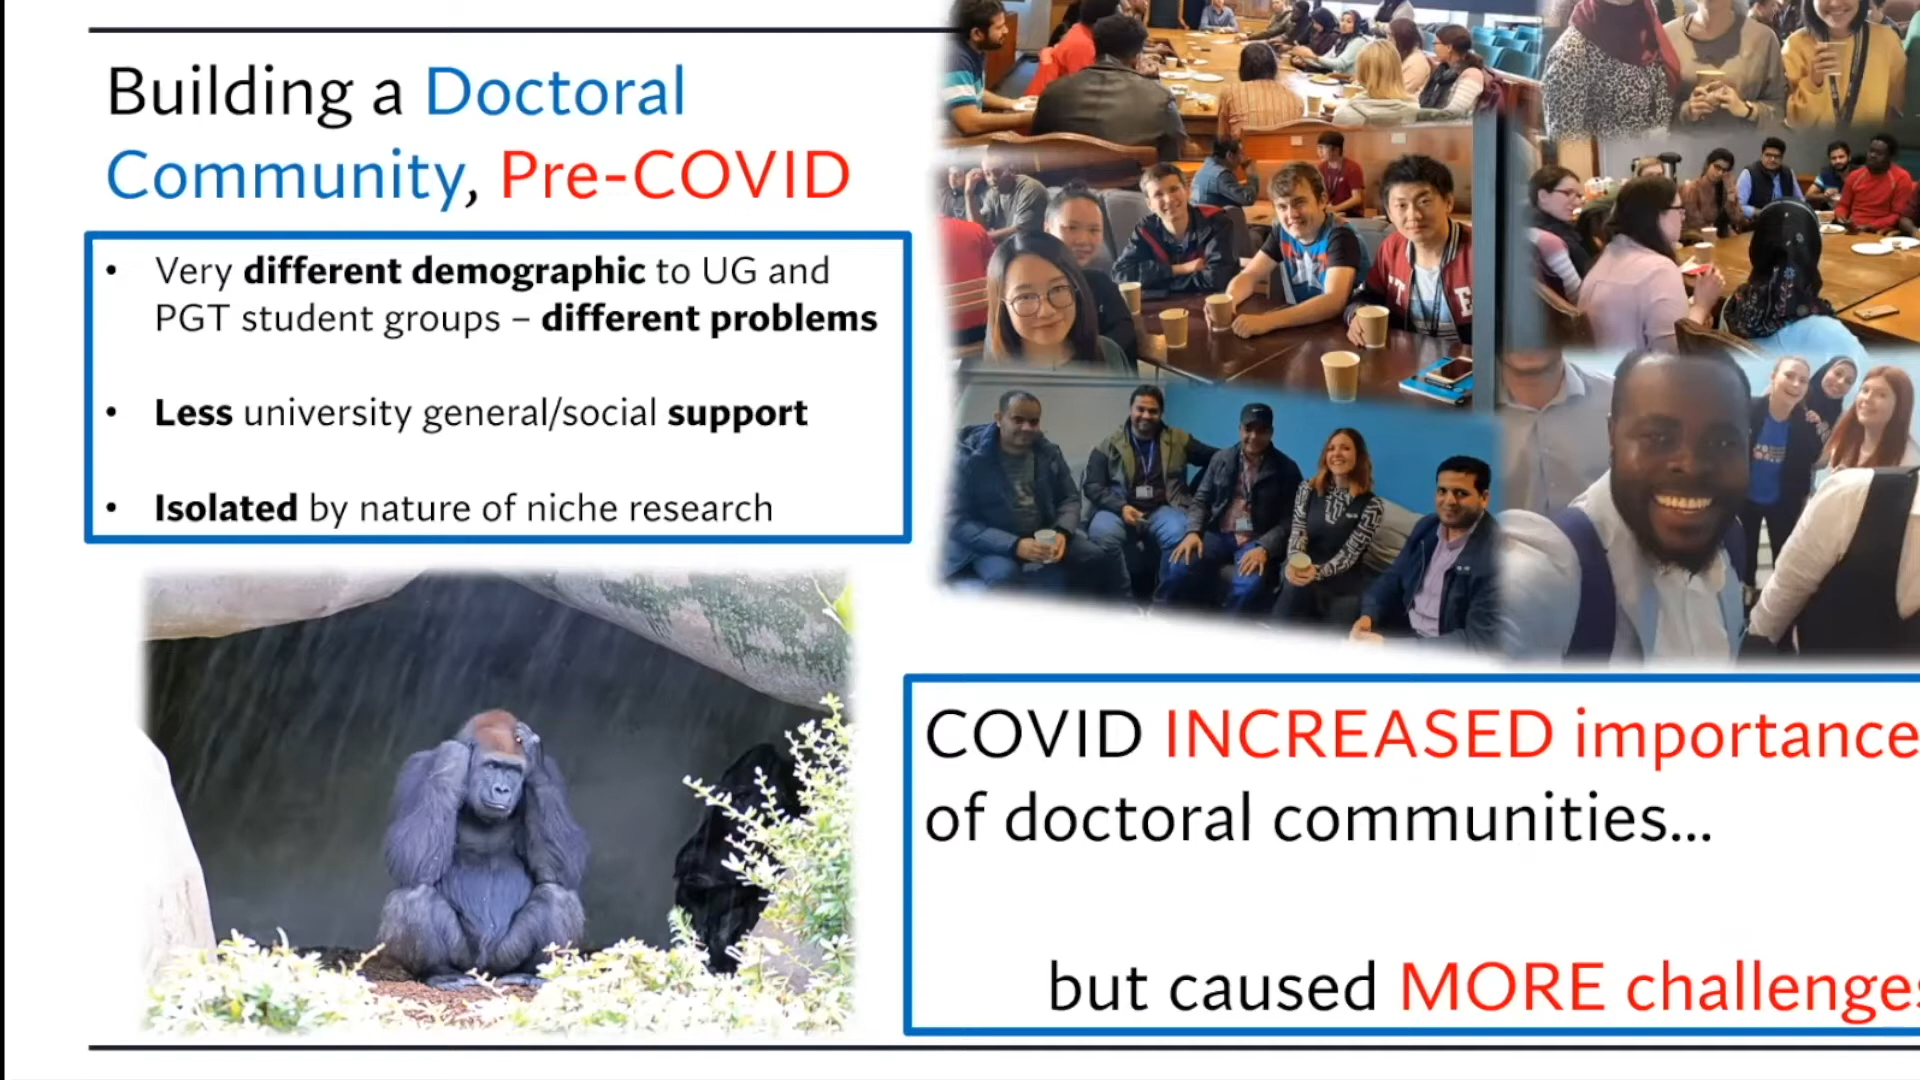 Building a Doctoral
Community, Pre-COVID
• Very different demographic to UG and
PGT student groups – different problems
• Less university general/social support
• Isolated by nature of niche research
COVID INCREASED importance
of doctoral communities...
but caused MORE challenges